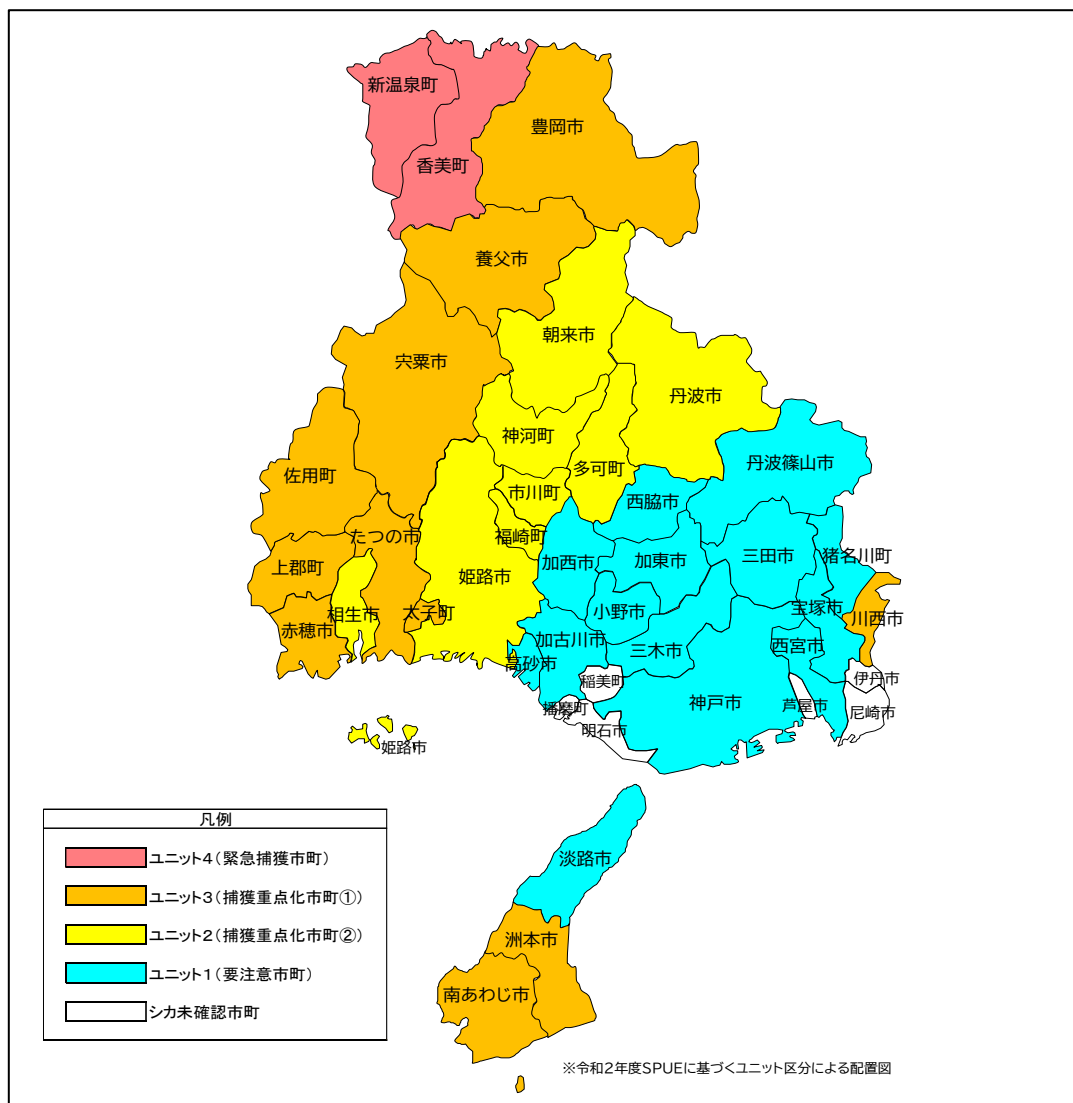 新温泉町
香美町
豊岡市
養父市
朝来市
宍粟市
丹波市
神河町
多可町
丹波篠山市
佐用町
市川町
西脇市
福崎町
たつの市
加西市
加東市
三田市
猪名川町
上郡町
姫路市
相生市
太子町
小野市
宝塚市
川西市
赤穂市
加古川市
三木市
西宮市
高砂市
稲美町
伊丹市
神戸市
芦屋市
播磨町
尼崎市
明石市
姫路市
淡路市
洲本市
南あわじ市
凡例
ユニット4(緊急捕獲市町)
ユニット3(捕獲重点化市町①)
ユニット2(捕獲重点化市町②)
ユニット1(要注意市町)
シカ未確認市町
※令和2年度SPUEに基づくユニット区分による配置図